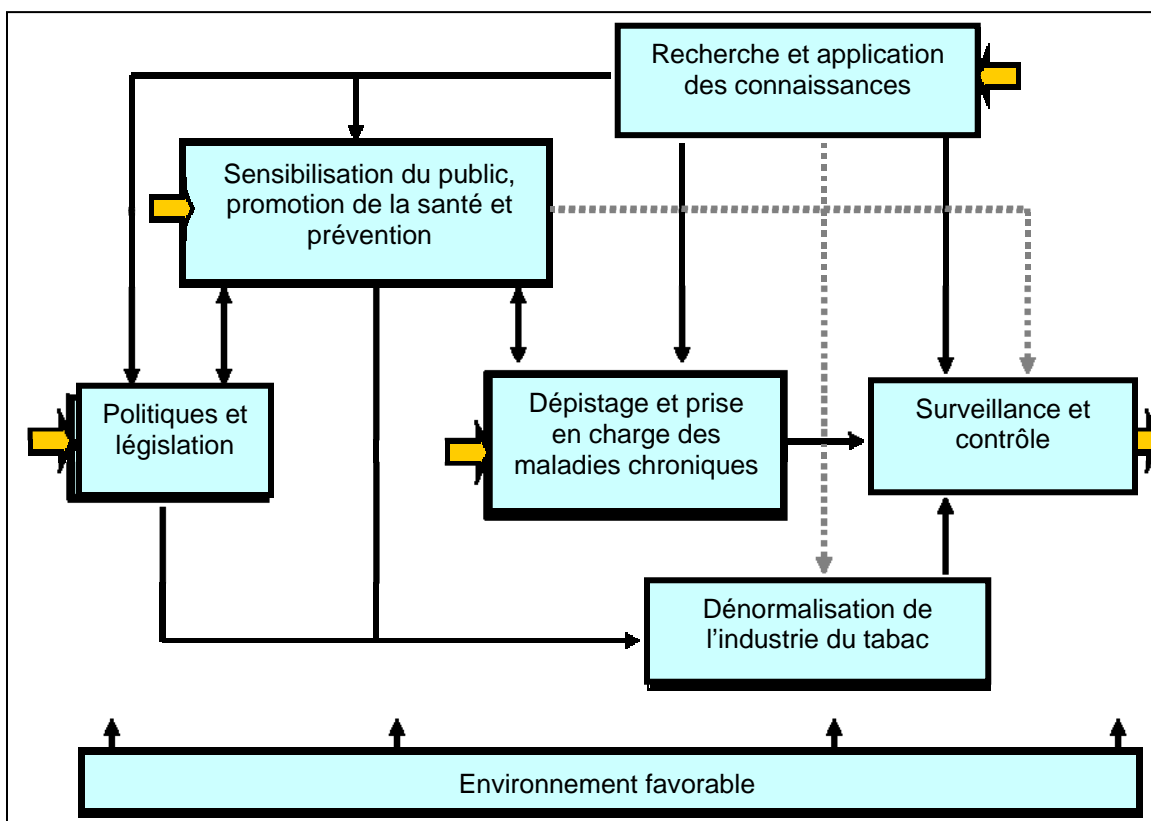 Recherche et application
des connaissances
Sensibilisation du public,
promotion de la santé et
prévention
Politiques et
législation
Dépistage et prise
en charge des
maladies chroniques
Surveillance et
contrôle
Dénormalisation de
l’industrie du tabac
Environnement favorable